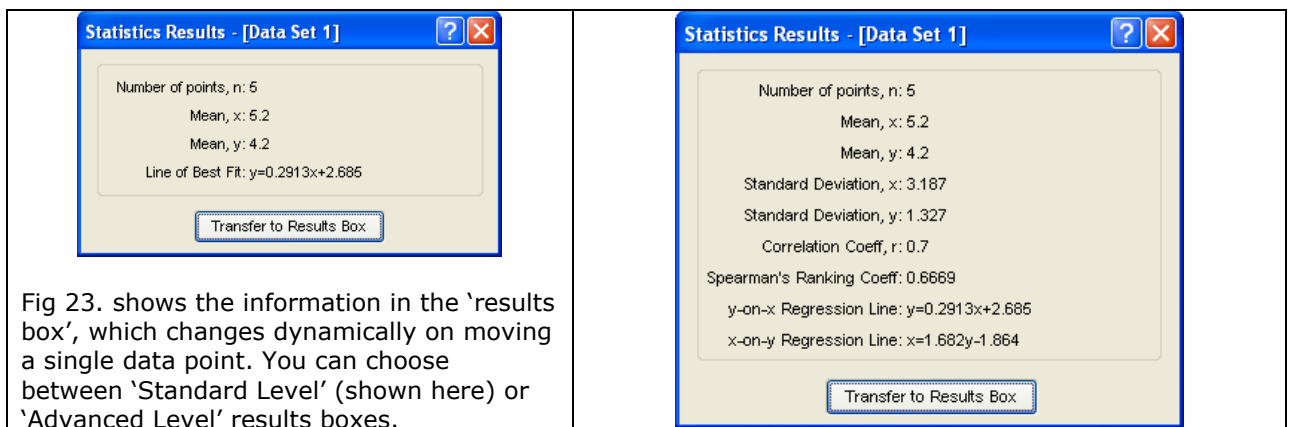 Statistics Results - [Data Set 1]
Number of points, n: 5
Mean, x: 5.2
Mean, y: 4.2
Line of Best Fit: y=0.2913x+2.685
Transfer to Results Box
Fig 23. shows the information in the ‘results
box’, which changes dynamically on moving
a single data point. You can choose
between ‘Standard Level’ (shown here) or
‘Advanced Level’ results boxes.
Statistics Results - [Data Set 1]
Number of points, n: 5
Mean, x: 5.2
Mean, y: 4.2
Standard Deviation, x: 3.187
Standard Deviation, y: 1.327
Correlation Coeff, r: 0.7
Spearman's Ranking Coeff: 0.6669
y-on-x Regression Line: y=0.2913x+2.685
x-on-y Regression Line: x=1.682y-1.864
Transfer to Results Box